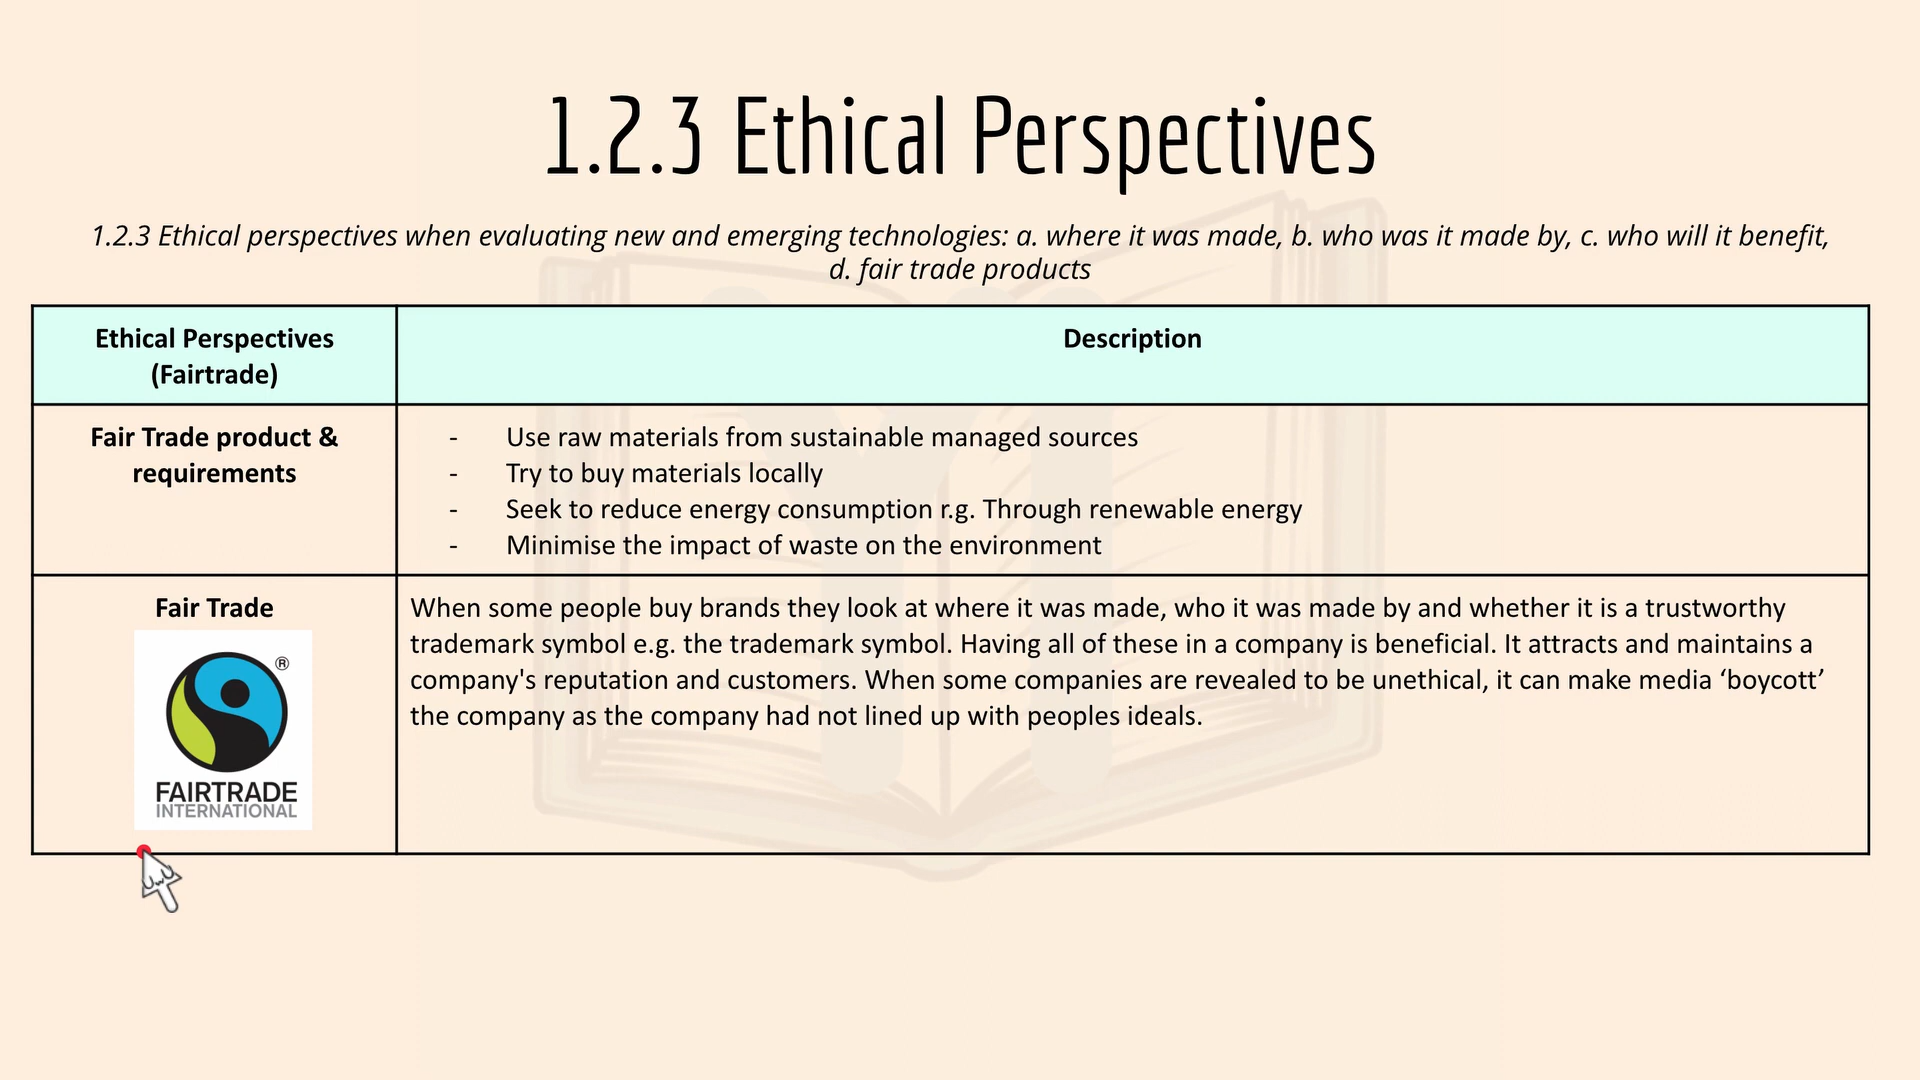 1.2.3 Ethical Perspectives
1.2.3 Ethical perspectives when evaluating new and emerging technologies: a. where it was made, b. who was it made by, c. who will it benefit,
d. fair trade products
Ethical Perspectives
(Fairtrade)
Description
Fair Trade product &
requirements
- Use raw materials from sustainable managed sources
- Try to buy materials locally
- Seek to reduce energy consumption r.g. Through renewable energy
- Minimise the impact of waste on the environment
Fair Trade
®
FAIRTRADE
INTERNATIONAL
When some people buy brands they look at where it was made, who it was made by and whether it is a trustworthy
trademark symbol e.g. the trademark symbol. Having all of these in a company is beneficial. It attracts and maintains a
company's reputation and customers. When some companies are revealed to be unethical, it can make media ‘boycott’
the company as the company had not lined up with peoples ideals.